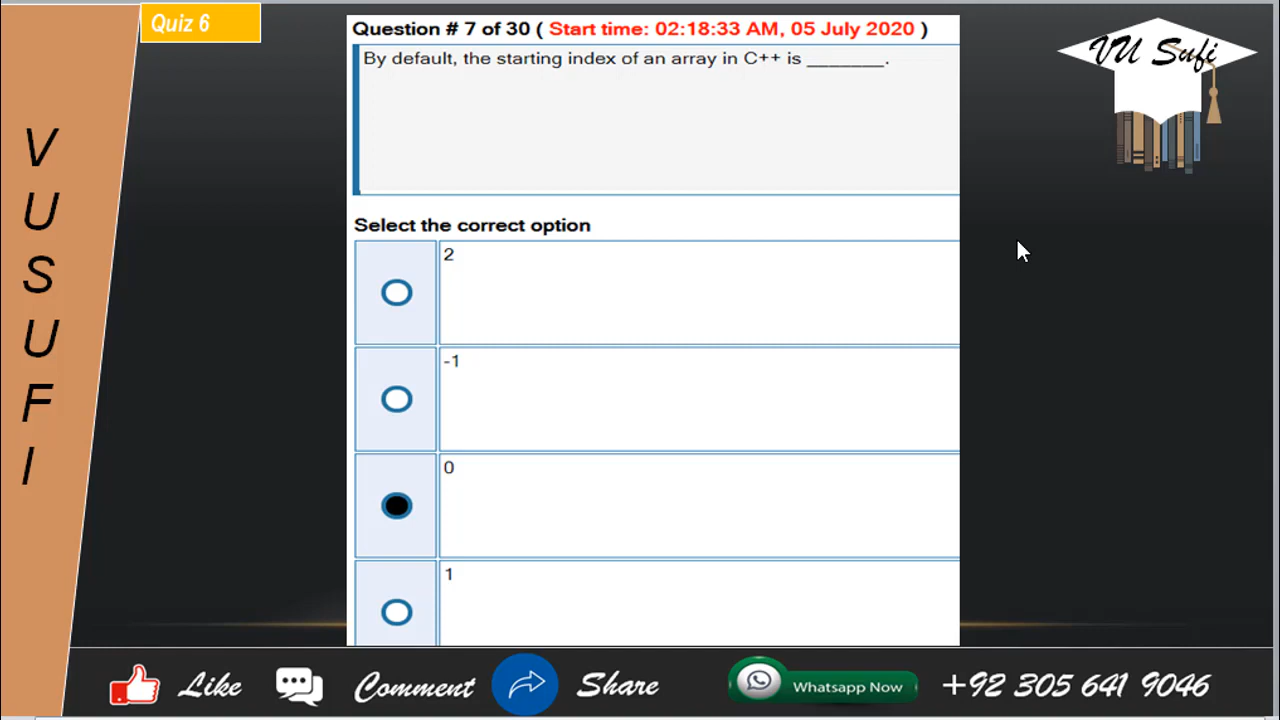 Quiz 6
Question # 7 of 30 ( Start time: 02:18:33 AM, 05 July 2020 )
By default, the starting index of an array in C++ is _______.
VU Sufi
V
U
S
U
F
I
Select the correct option
2
-1
0
1
Like
Comment
Share
Whatsapp Now
+92 305 641 9046